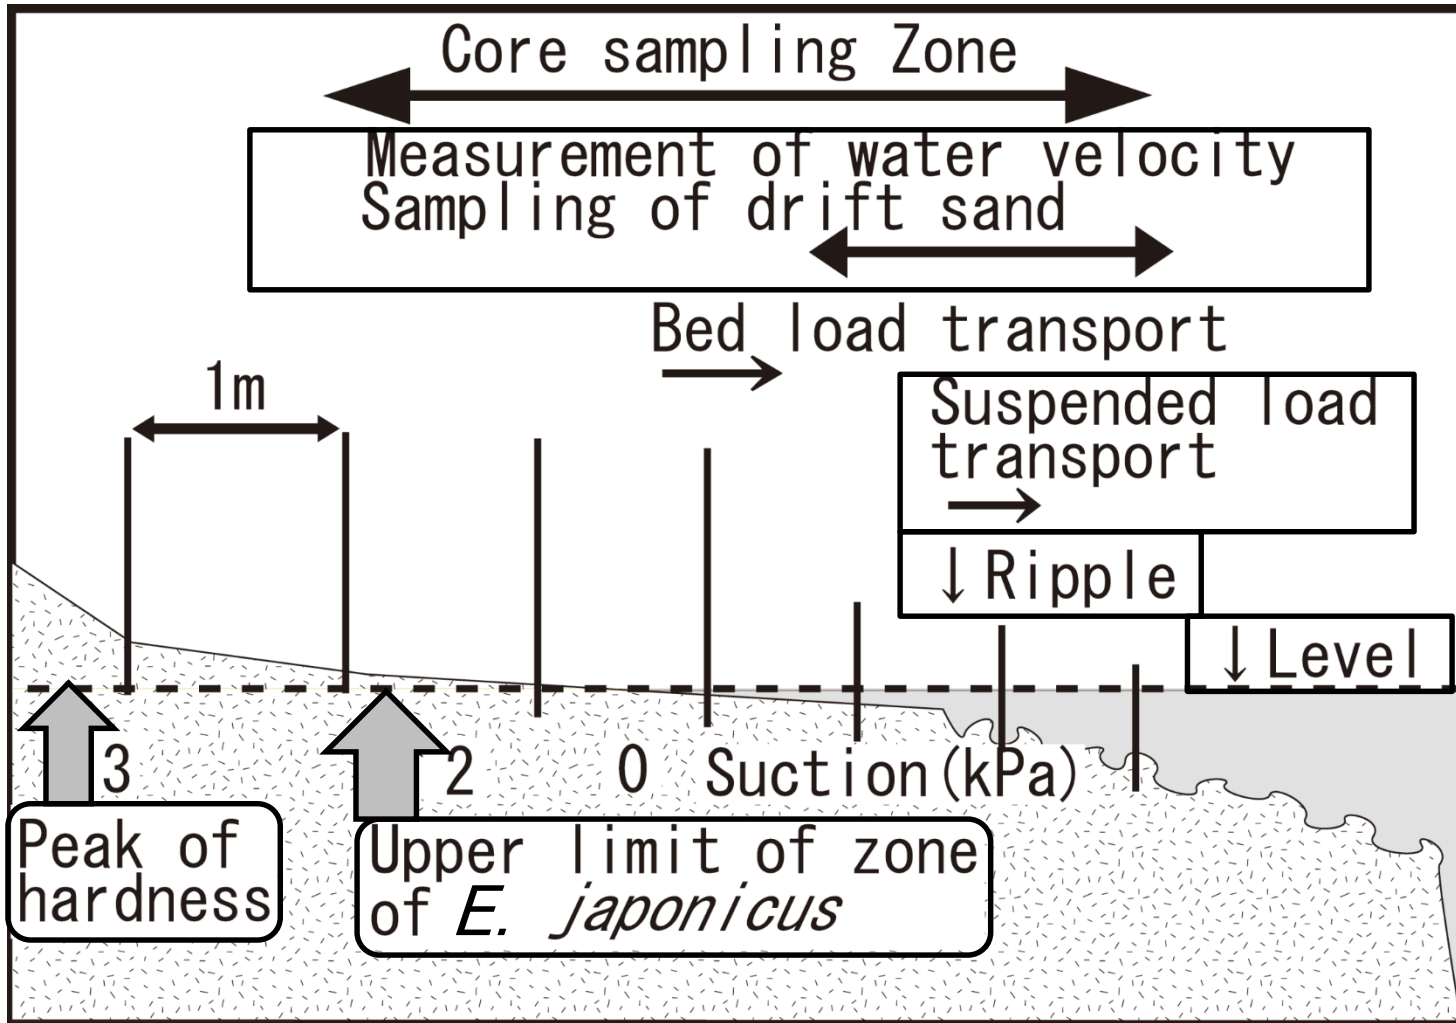 Core sampling Zone
Measurement of water velocity
Sampling of drift sand
Bed load transport
1m
Suspended load
transport
↓Ripple
↓Level
3 2 0 Suction(kPa)
Peak of
hardness
Upper limit of zone
of E. japonicus